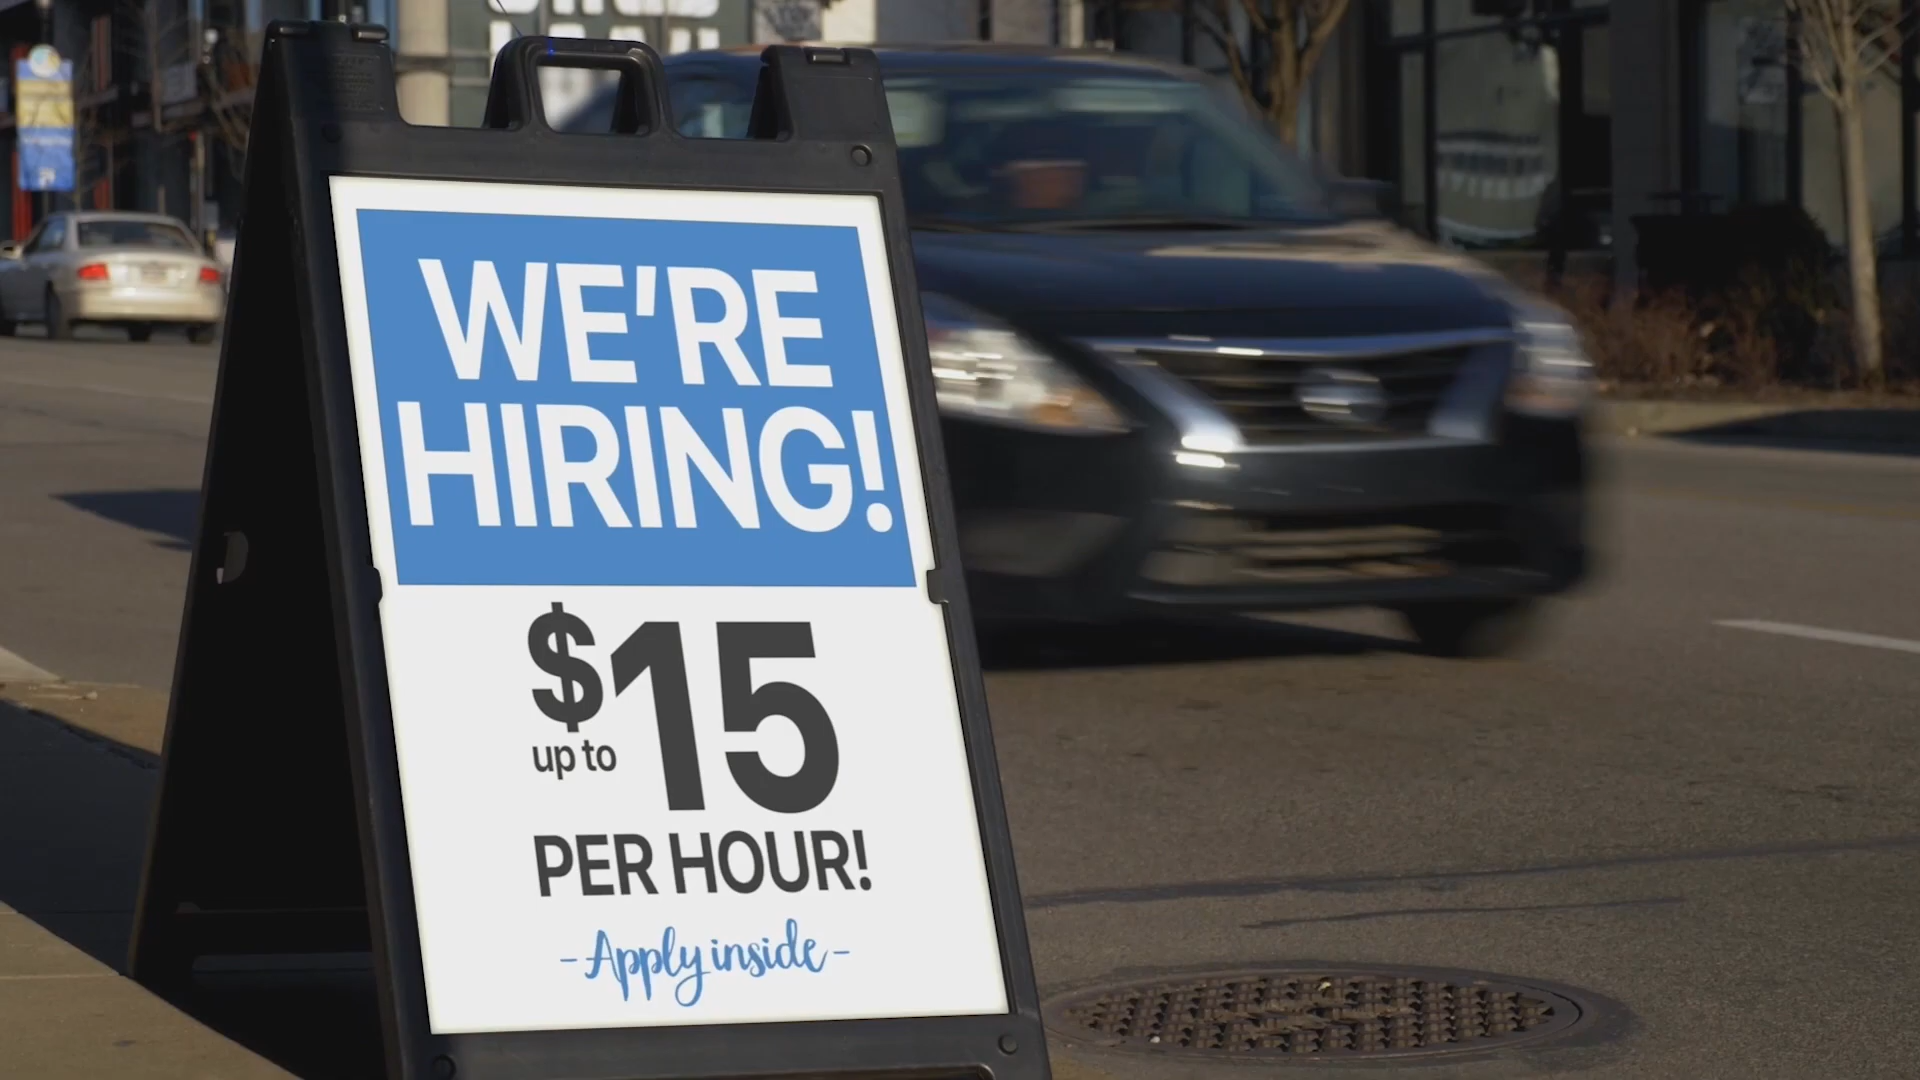 WE'RE
HIRING!
$15
up to
PER HOUR!
- Apply inside -